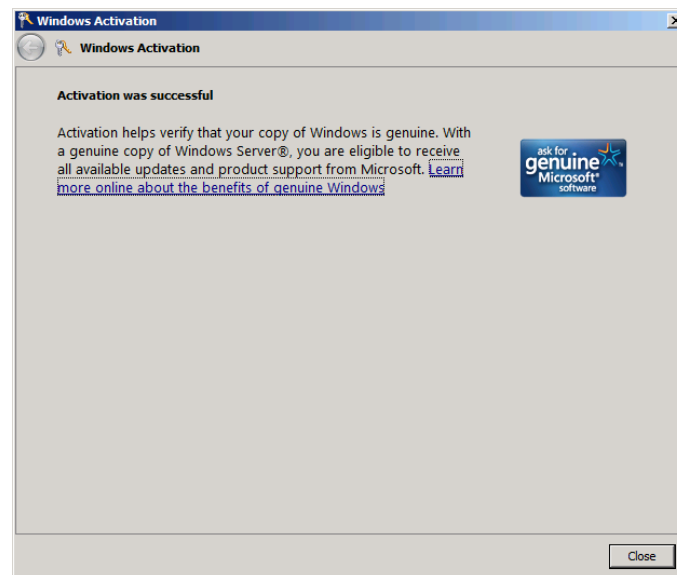 Windows Activation
Windows Activation
Activation was successful
Activation helps verify that your copy of Windows is genuine. With
a genuine copy of Windows Server®, you are eligible to receive
all available updates and product support from Microsoft. Learn
more online about the benefits of genuine Windows
ask for
genuine
Microsoft®
software
Close